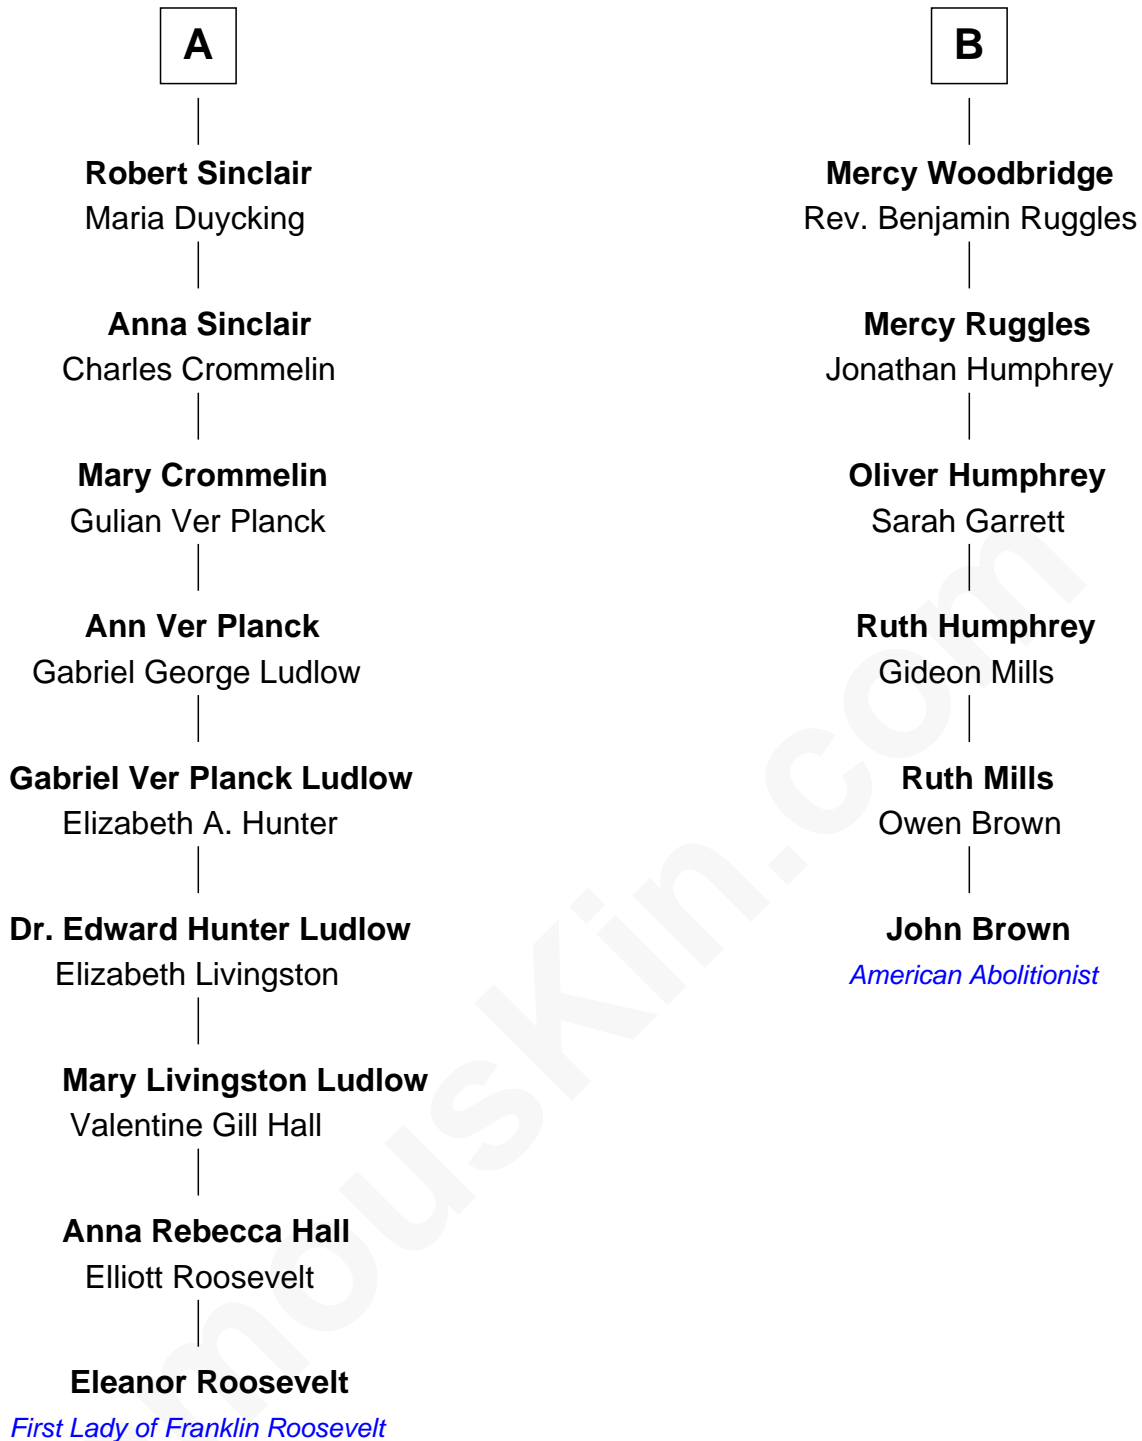 A
Robert Sinclair
Maria Duycking
Anna Sinclair
Charles Crommelin
Mary Crommelin
Gulian Ver Planck
Ann Ver Planck
Gabriel George Ludlow
Gabriel Ver Planck Ludlow
Elizabeth A. Hunter
Dr. Edward Hunter Ludlow
Elizabeth Livingston
Mary Livingston Ludlow
Valentine Gill Hall
Anna Rebecca Hall
Elliott Roosevelt
Eleanor Roosevelt
First Lady of Franklin Roosevelt
B
Mercy Woodbridge
Rev. Benjamin Ruggles
Mercy Ruggles
Jonathan Humphrey
Oliver Humphrey
Sarah Garrett
Ruth Humphrey
Gideon Mills
Ruth Mills
Owen Brown
John Brown
American Abolitionist
mouskin.com